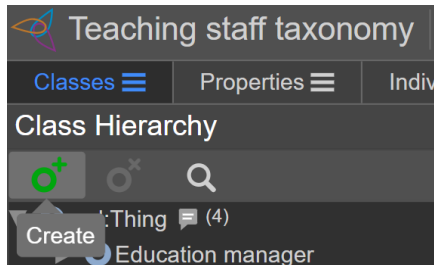 Teaching staff taxonomy
Classes Properties Indiv
Class Hierarchy
:Thing (4)
Create
Education manager